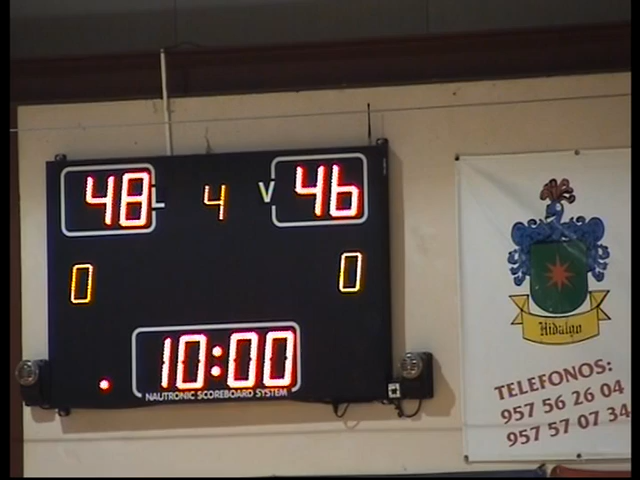 48 L 4 V 46
0 0
10:00
NAUTRONIC SCOREBOARD SYSTEM
Hidalgo
TELEFONOS:
957 56 26 04
957 57 07 34